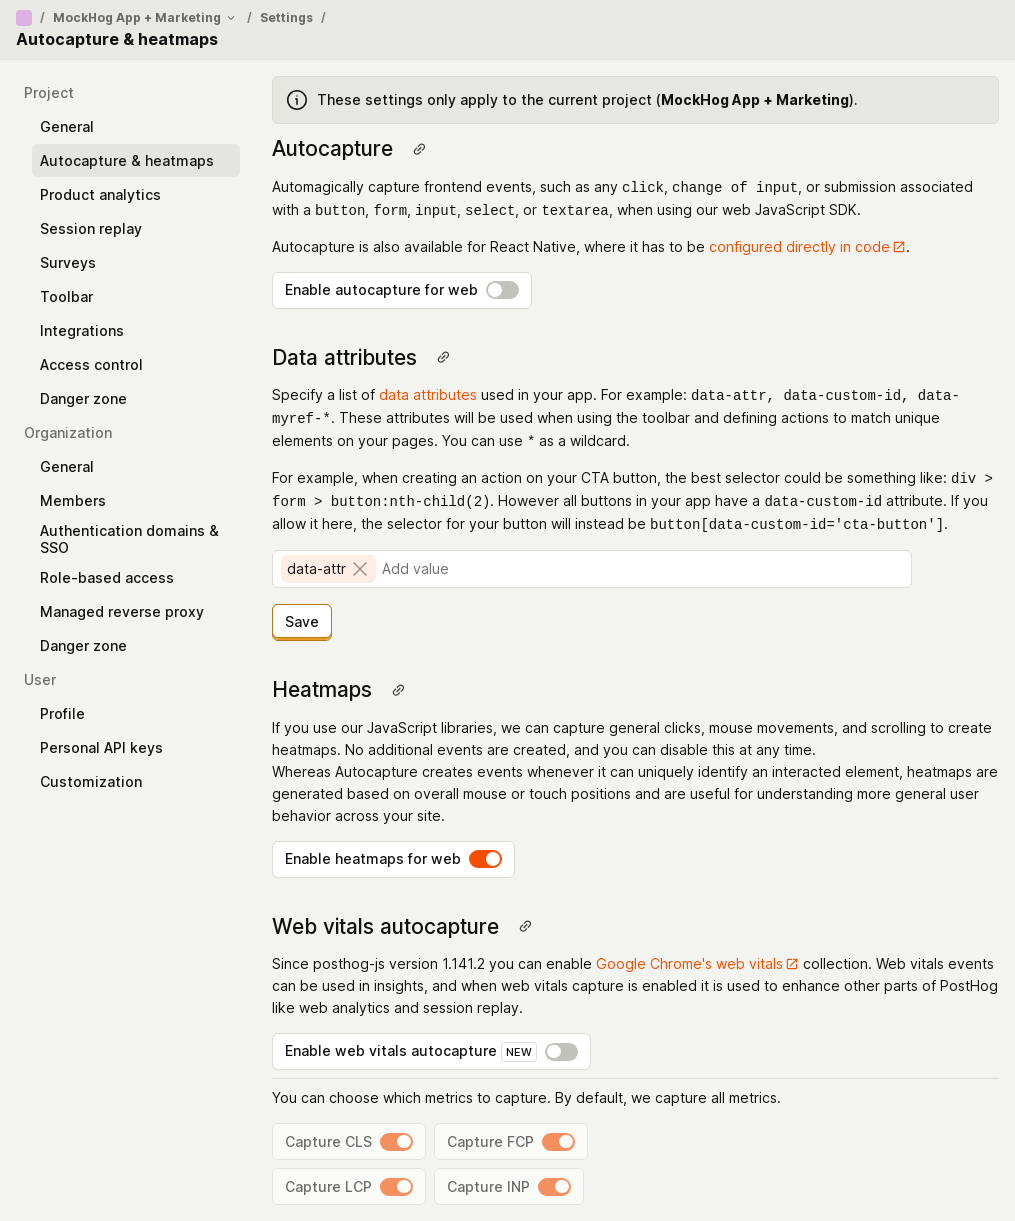 / MockHog App + Marketing / Settings /
Autocapture & heatmaps
Project
General
Autocapture & heatmaps
Product analytics
Session replay
Surveys
Toolbar
Integrations
Access control
Danger zone
Organization
General
Members
Authentication domains &
SSO
Role-based access
Managed reverse proxy
Danger zone
User
Profile
Personal API keys
Customization
These settings only apply to the current project (MockHog App + Marketing).
Autocapture
Automagically capture frontend events, such as any click, change of input, or submission associated
with a button, form, input, select, or textarea, when using our web JavaScript SDK.
Autocapture is also available for React Native, where it has to be configured directly in code.
Enable autocapture for web
Data attributes
Specify a list of data attributes used in your app. For example: data-attr, data-custom-id, data-
myref-*. These attributes will be used when using the toolbar and defining actions to match unique
elements on your pages. You can use * as a wildcard.
For example, when creating an action on your CTA button, the best selector could be something like: div >
form > button:nth-child(2). However all buttons in your app have a data-custom-id attribute. If you
allow it here, the selector for your button will instead be button[data-custom-id='cta-button'].
data-attr Add value
Save
Heatmaps
If you use our JavaScript libraries, we can capture general clicks, mouse movements, and scrolling to create
heatmaps. No additional events are created, and you can disable this at any time.
Whereas Autocapture creates events whenever it can uniquely identify an interacted element, heatmaps are
generated based on overall mouse or touch positions and are useful for understanding more general user
behavior across your site.
Enable heatmaps for web
Web vitals autocapture
Since posthog-js version 1.141.2 you can enable Google Chrome's web vitals collection. Web vitals events
can be used in insights, and when web vitals capture is enabled it is used to enhance other parts of PostHog
like web analytics and session replay.
Enable web vitals autocapture NEW
You can choose which metrics to capture. By default, we capture all metrics.
Capture CLS Capture FCP
Capture LCP Capture INP